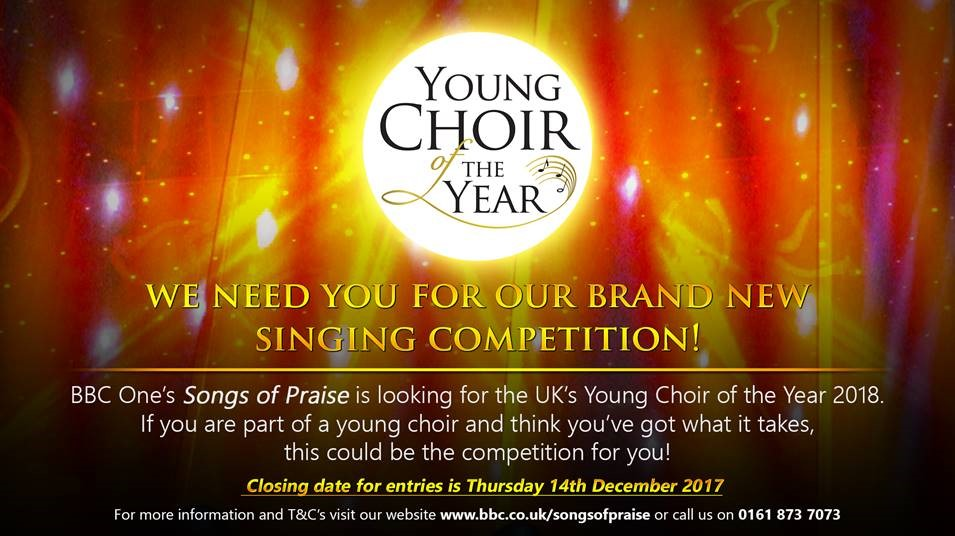 YOUNG
CHOIR
of THE
YEAR
WE NEED YOU FOR OUR BRAND NEW
SINGING COMPETITION!
BBC One's Songs of Praise is looking for the UK's Young Choir of the Year 2018.
If you are part of a young choir and think you've got what it takes,
this could be the competition for you!
Closing date for entries is Thursday 14th December 2017
For more information and T&C's visit our website www.bbc.co.uk/songsofpraise or call us on 0161 873 7073